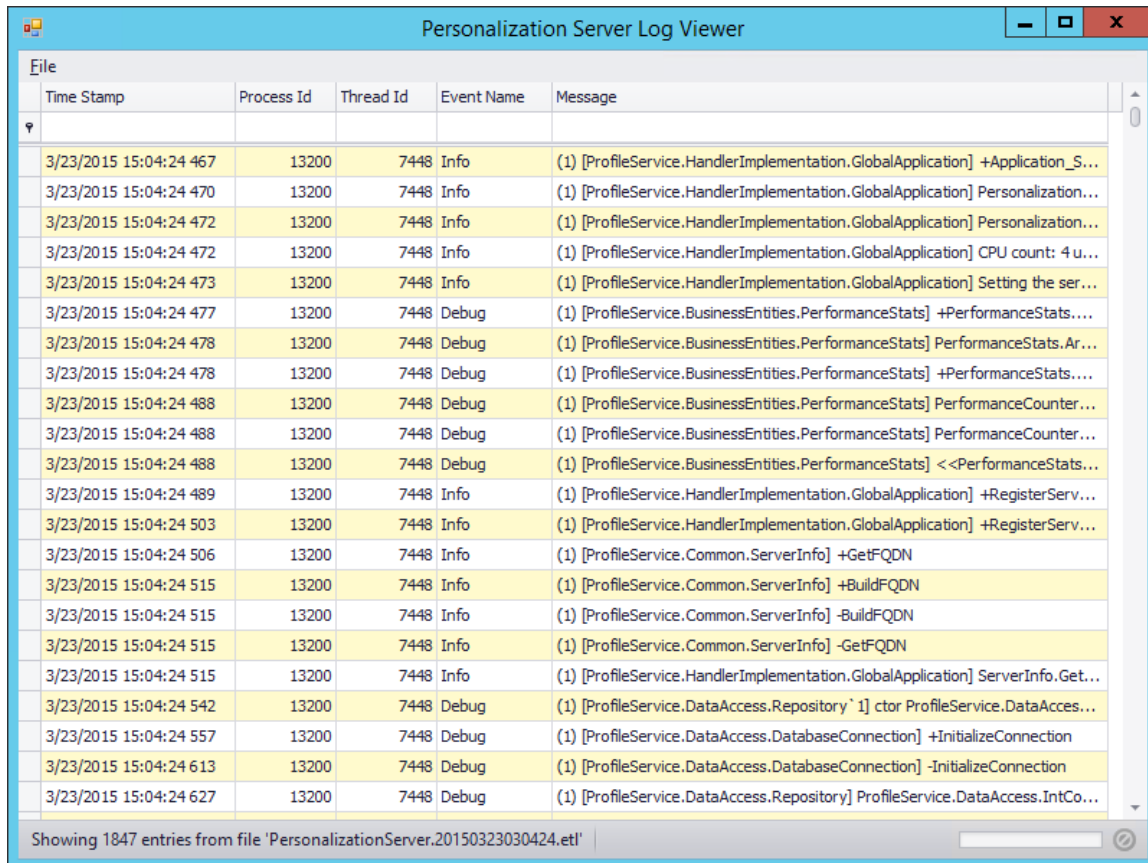 Personalization Server Log Viewer
File
Time Stamp Process Id Thread Id Event Name Message
3/23/2015 15:04:24 467 13200 7448 Info (1) [ProfileService.HandlerImplementation.GlobalApplication] +Application_S...
3/23/2015 15:04:24 470 13200 7448 Info (1) [ProfileService.HandlerImplementation.GlobalApplication] Personalization...
3/23/2015 15:04:24 472 13200 7448 Info (1) [ProfileService.HandlerImplementation.GlobalApplication] Personalization...
3/23/2015 15:04:24 472 13200 7448 Info (1) [ProfileService.HandlerImplementation.GlobalApplication] CPU count: 4 u...
3/23/2015 15:04:24 473 13200 7448 Info (1) [ProfileService.HandlerImplementation.GlobalApplication] Setting the ser...
3/23/2015 15:04:24 477 13200 7448 Debug (1) [ProfileService.BusinessEntities.PerformanceStats] +PerformanceStats....
3/23/2015 15:04:24 478 13200 7448 Debug (1) [ProfileService.BusinessEntities.PerformanceStats] PerformanceStats.Ar...
3/23/2015 15:04:24 478 13200 7448 Debug (1) [ProfileService.BusinessEntities.PerformanceStats] +PerformanceStats....
3/23/2015 15:04:24 488 13200 7448 Debug (1) [ProfileService.BusinessEntities.PerformanceStats] PerformanceCounter...
3/23/2015 15:04:24 488 13200 7448 Debug (1) [ProfileService.BusinessEntities.PerformanceStats] PerformanceCounter...
3/23/2015 15:04:24 488 13200 7448 Debug (1) [ProfileService.BusinessEntities.PerformanceStats] <<PerformanceStats...
3/23/2015 15:04:24 489 13200 7448 Info (1) [ProfileService.HandlerImplementation.GlobalApplication] +RegisterServ...
3/23/2015 15:04:24 503 13200 7448 Info (1) [ProfileService.HandlerImplementation.GlobalApplication] +RegisterServ...
3/23/2015 15:04:24 506 13200 7448 Info (1) [ProfileService.Common.ServerInfo] +GetFQDN
3/23/2015 15:04:24 515 13200 7448 Info (1) [ProfileService.Common.ServerInfo] +BuildFQDN
3/23/2015 15:04:24 515 13200 7448 Info (1) [ProfileService.Common.ServerInfo] -BuildFQDN
3/23/2015 15:04:24 515 13200 7448 Info (1) [ProfileService.Common.ServerInfo] -GetFQDN
3/23/2015 15:04:24 515 13200 7448 Info (1) [ProfileService.HandlerImplementation.GlobalApplication] ServerInfo.Get...
3/23/2015 15:04:24 542 13200 7448 Debug (1) [ProfileService.DataAccess.Repository`1] ctor ProfileService.DataAcces...
3/23/2015 15:04:24 557 13200 7448 Debug (1) [ProfileService.DataAccess.DatabaseConnection] +InitializeConnection
3/23/2015 15:04:24 613 13200 7448 Debug (1) [ProfileService.DataAccess.DatabaseConnection] -InitializeConnection
3/23/2015 15:04:24 627 13200 7448 Debug (1) [ProfileService.DataAccess.Repository] ProfileService.DataAccess.IntCo...
Showing 1847 entries from file 'PersonalizationServer.20150323030424.etl'